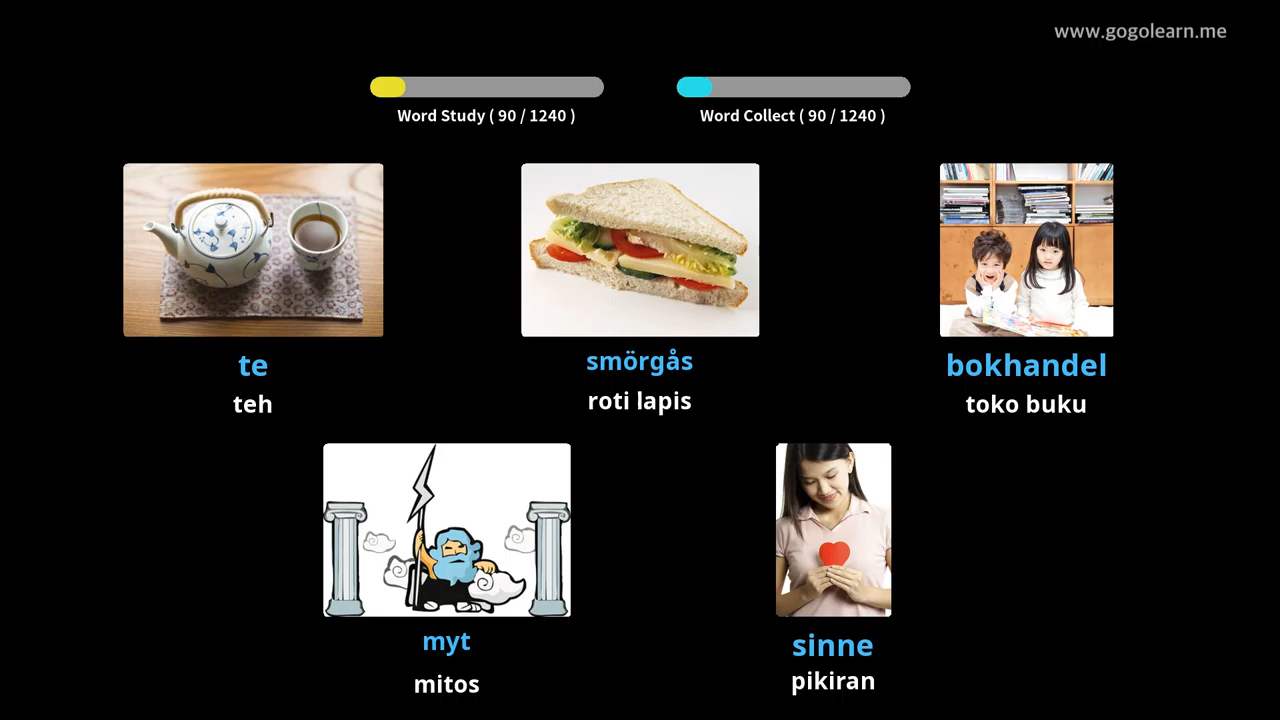 www.gogolearn.me
Word Study ( 90 / 1240 )
Word Collect ( 90 / 1240 )
te
teh
smörgås
roti lapis
bokhandel
toko buku
myt
mitos
sinne
pikiran